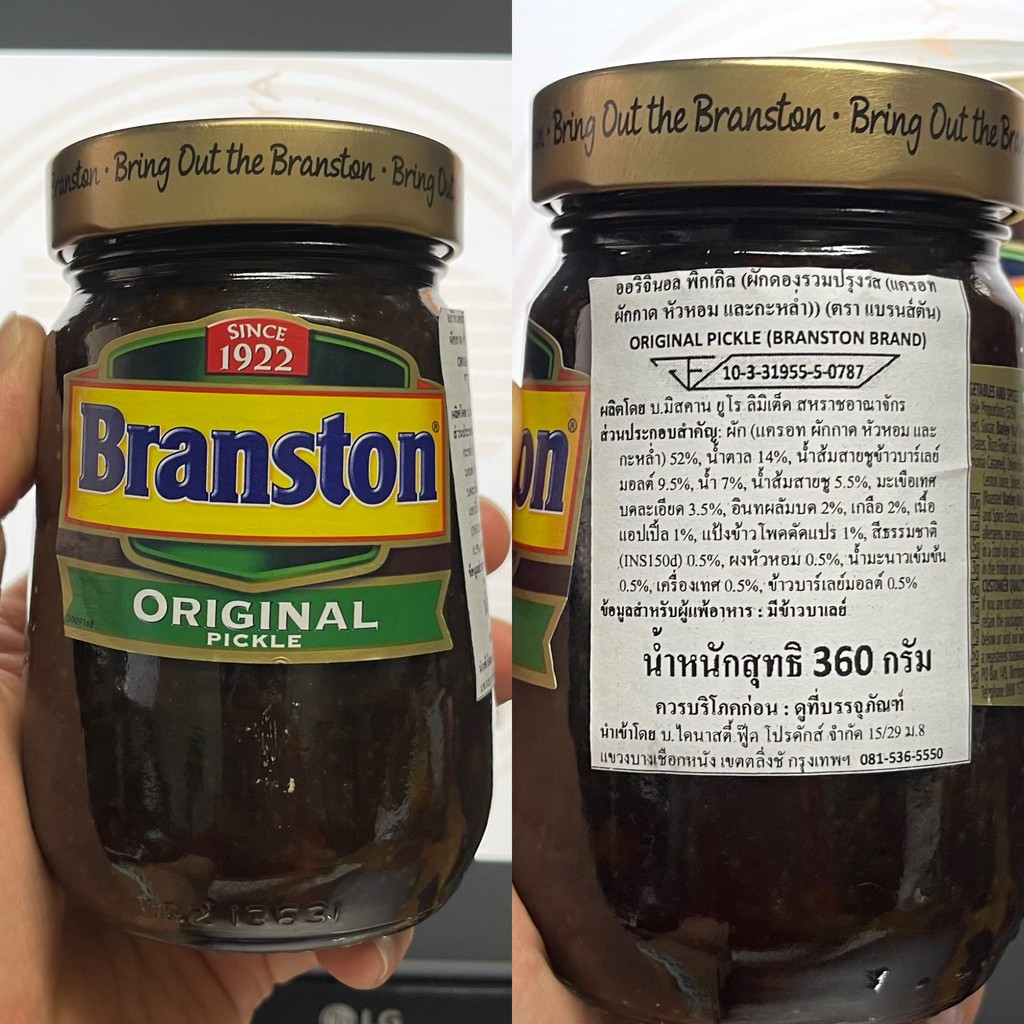 Branston · Bring Out the Branston · Bring Out
SINCE
1922
Branston®
ORIGINAL
PICKLE
LG
Bring Out the Branston · Bring Out the
ออริจินอล พิกเกิล (ผักดองรวมปรุงรส (แครอท
ผักกาด หัวหอม และกะหล่ำ)) (ตรา แบรนส์ตัน)
ORIGINAL PICKLE (BRANSTON BRAND)
10-3-31955-5-0787
ผลิตโดย บ.มิสคาน ยูโร ลิมิเต็ด สหราชอาณาจักร
ส่วนประกอบสำคัญ: ผัก (แครอท ผักกาด หัวหอม และ
กะหล่ำ) 52%, น้ำตาล 14%, น้ำส้มสายชูข้าวบาร์เลย์
มอลต์ 9.5%, น้ำ 7%, น้ำส้มสายชู 5.5%, มะเขือเทศ
บดละเอียด 3.5%, อินทผลัมบด 2%, เกลือ 2%, เนื้อ
แอปเปิ้ล 1%, แป้งข้าวโพดดัดแปร 1%, สีธรรมชาติ
(INS150d) 0.5%, ผงหัวหอม 0.5%, น้ำมะนาวเข้มข้น
0.5%, เครื่องเทศ 0.5%, ข้าวบาร์เลย์มอลต์ 0.5%
ข้อมูลสำหรับผู้แพ้อาหาร : มีข้าวบาเลย์
น้ำหนักสุทธิ 360 กรัม
ควรบริโภคก่อน : ดูที่บรรจุภัณฑ์
นำเข้าโดย บ.ไดนาสตี้ ฟู๊ด โปรดักส์ จำกัด 15/29 ม.8
แขวงบางเชือกหนัง เขตตลิ่งชัน กรุงเทพฯ 081-536-5550
on®